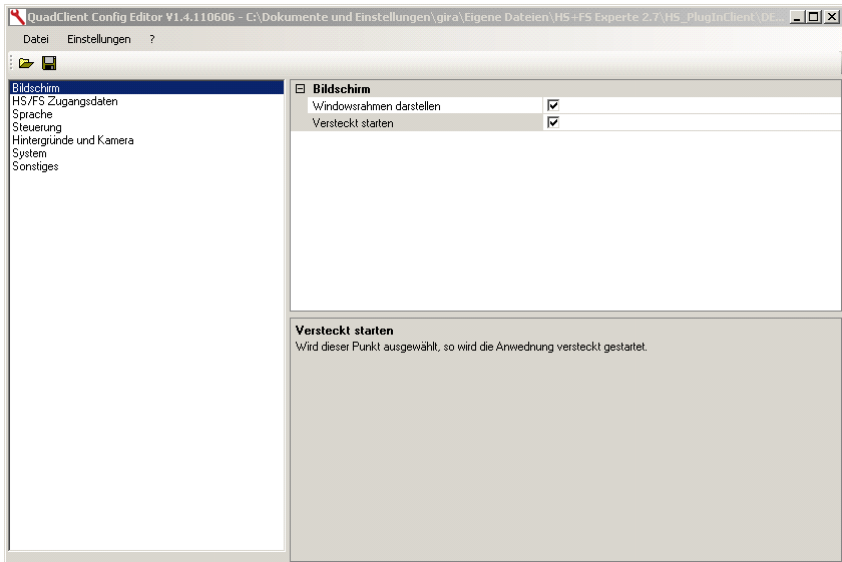 QuadClient Config Editor V1.4.110606 - C:\Dokumente und Einstellungen\gira\Eigene Dateien\HS+FS Experte 2.7\HS_PlugInClient\DE...
Datei Einstellungen ?
Bildschirm
HS/FS Zugangsdaten
Sprache
Steuerung
Hintergründe und Kamera
System
Sonstiges
Bildschirm
Windowsrahmen darstellen
Versteckt starten
Versteckt starten
Wird dieser Punkt ausgewählt, so wird die Anwednung versteckt gestartet.